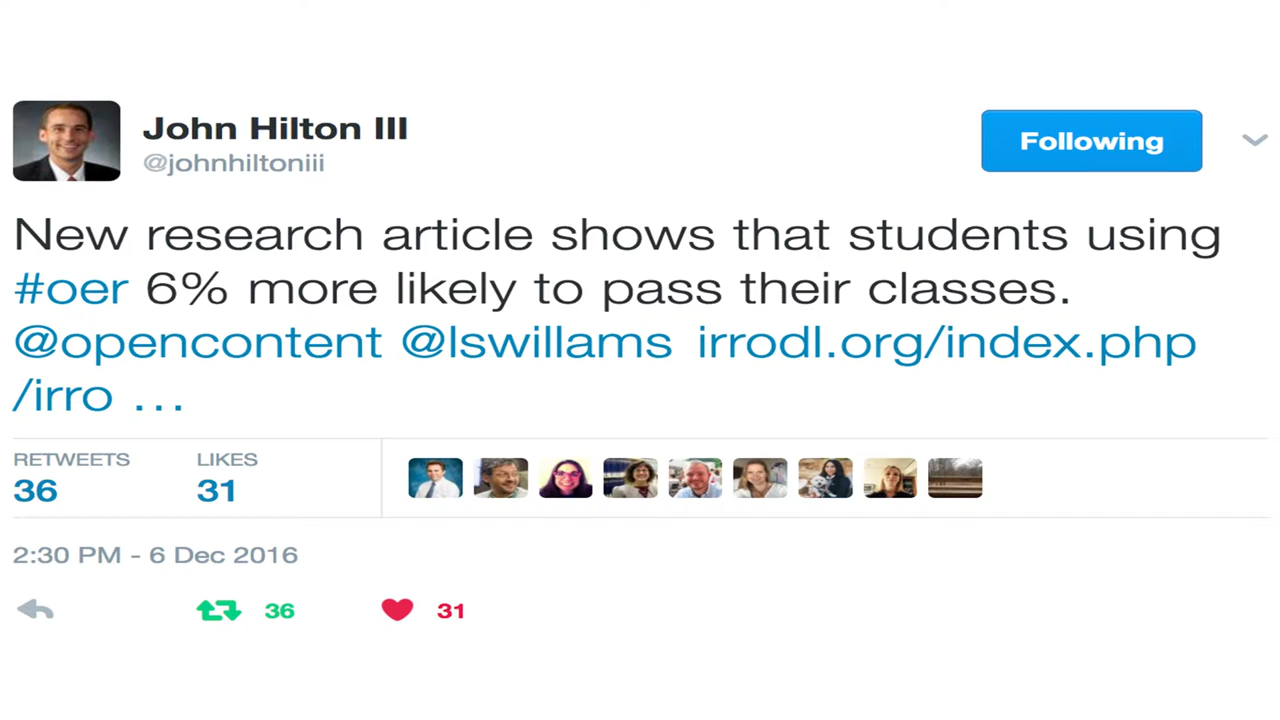 John Hilton III
@johnhiltoniii
Following
New research article shows that students using
#oer 6% more likely to pass their classes.
@opencontent @lswillams irrodl.org/index.php
/irro …
RETWEETS LIKES
36 31
2:30 PM - 6 Dec 2016
36 31